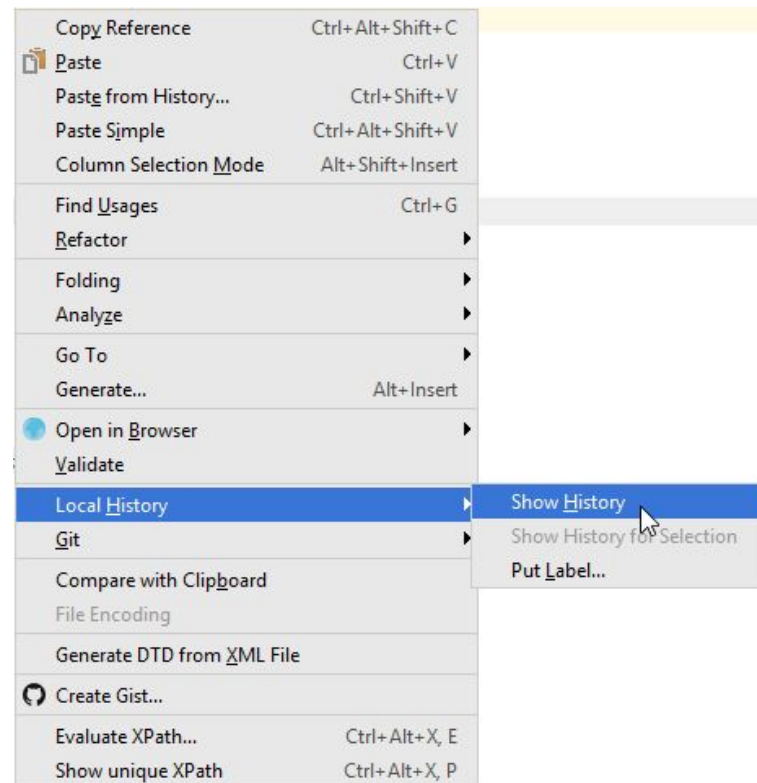 Copy Reference Ctrl+Alt+Shift+C
Paste Ctrl+V
Paste from History... Ctrl+Shift+V
Paste Simple Ctrl+Alt+Shift+V
Column Selection Mode Alt+Shift+Insert
Find Usages Ctrl+G
Refactor
Folding
Analyze
Go To
Generate... Alt+Insert
Open in Browser
Validate
Local History
Show History
Git
Show History for Selection
Put Label...
Compare with Clipboard
File Encoding
Generate DTD from XML File
Create Gist...
Evaluate XPath... Ctrl+Alt+X, E
Show unique XPath Ctrl+Alt+X, P